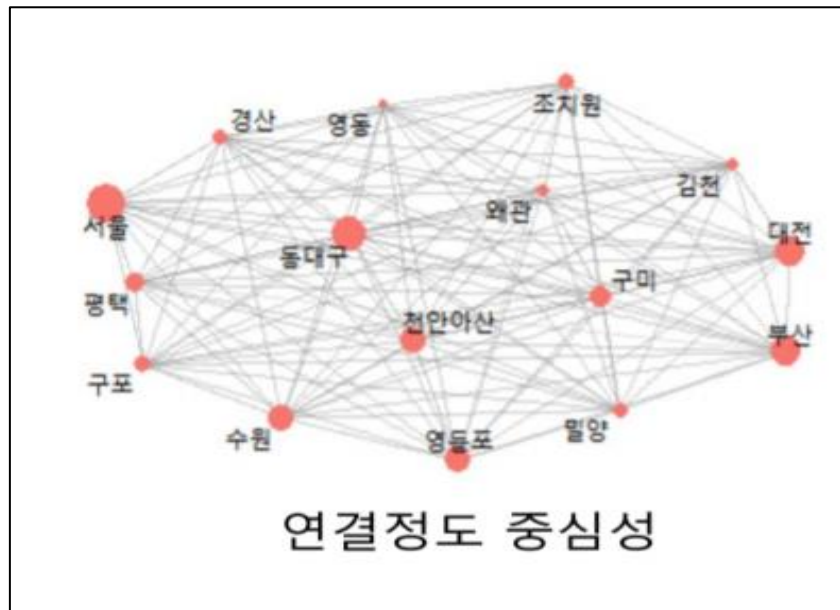 조치원
경산
영동
김천
왜관
서울
대전
동대구
구미
평택
천안아산
부산
구포
수원
영등포
밀양
연결정도 중심성